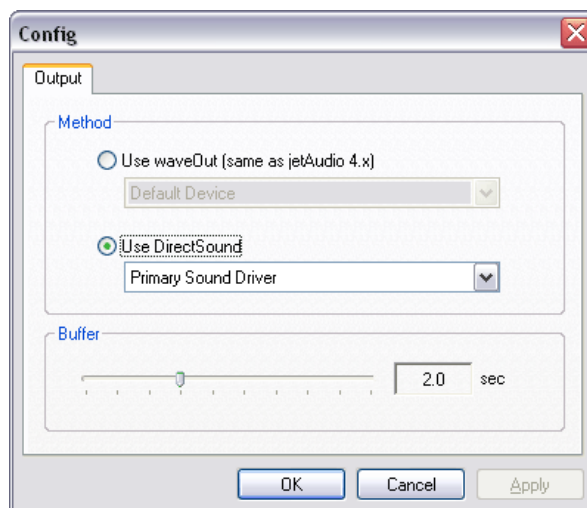 Config
Output
Method
Use waveOut (same as jetAudio 4.x)
Default Device
Use DirectSound
Primary Sound Driver
Buffer
2.0 sec
OK Cancel Apply